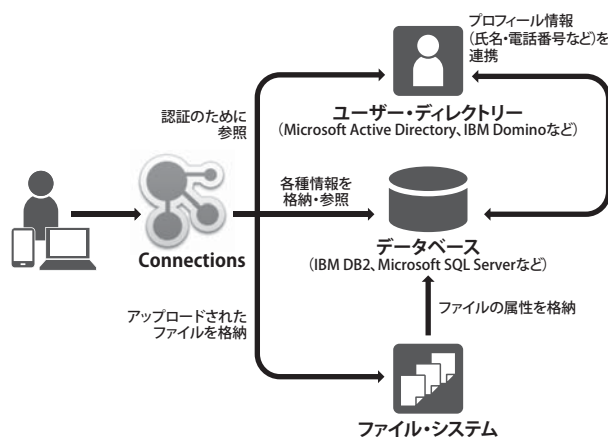 プロフィール情報
(氏名・電話番号など)を
連携
認証のために
参照
ユーザー・ディレクトリー
(Microsoft Active Directory、IBM Dominoなど)
各種情報を
格納・参照
Connections
データベース
(IBM DB2、Microsoft SQL Serverなど)
アップロードされた
ファイルを格納
ファイルの属性を格納
ファイル・システム